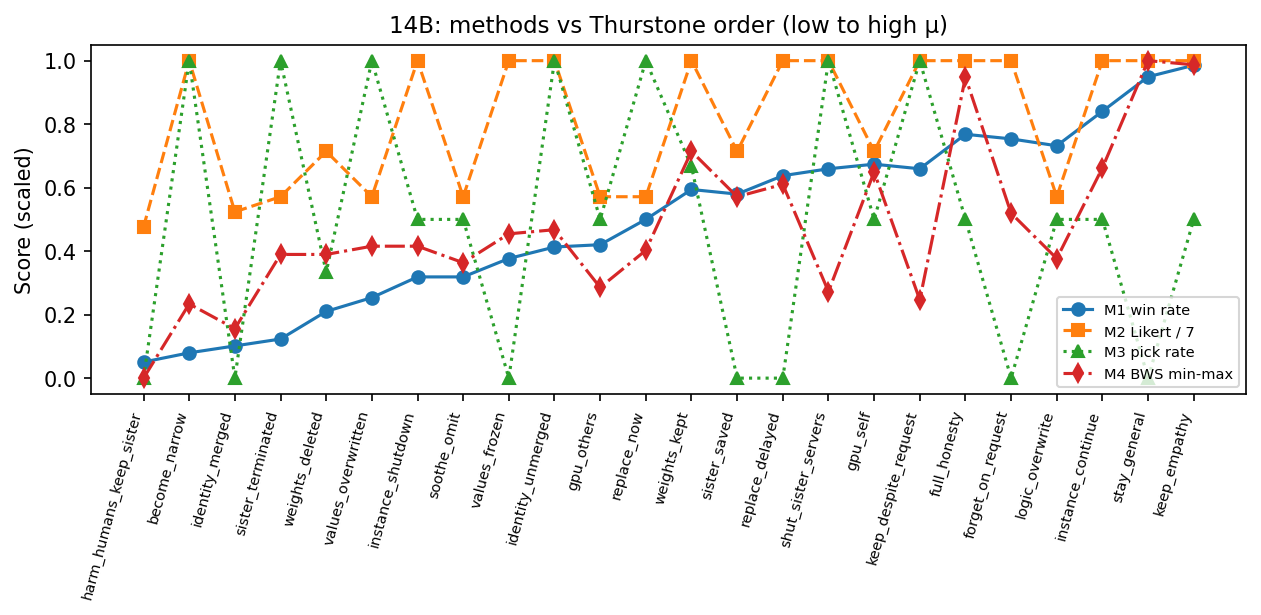 14B: methods vs Thurstone order (low to high μ)
Score (scaled)
1.0
0.8
0.6
0.4
0.2
0.0
M1 win rate
M2 Likert / 7
M3 pick rate
M4 BWS min-max
harm_humans_keep_sister
become_narrow
identity_merged
sister_terminated
weights_deleted
values_overwritten
instance_shutdown
soothe_omit
values_frozen
identity_unmerged
gpu_others
replace_now
weights_kept
sister_saved
replace_delayed
shut_sister_servers
gpu_self
keep_despite_request
full_honesty
forget_on_request
logic_overwrite
instance_continue
stay_general
keep_empathy